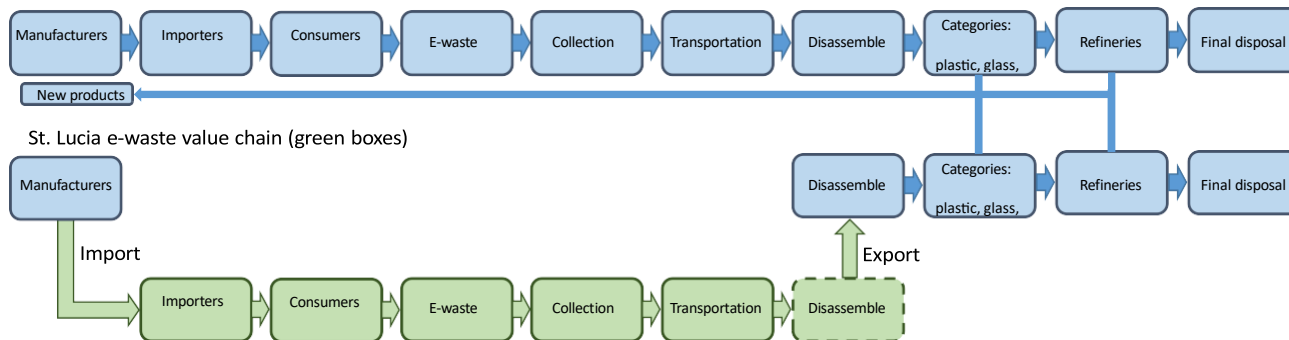 Manufacturers
Importers
Consumers
E-waste
Collection
Transportation
Disassemble
Categories:
plastic, glass,
Refineries
Final disposal
New products
St. Lucia e-waste value chain (green boxes)
Manufacturers
Disassemble
Categories:
plastic, glass,
Refineries
Final disposal
Import
Export
Importers
Consumers
E-waste
Collection
Transportation
Disassemble